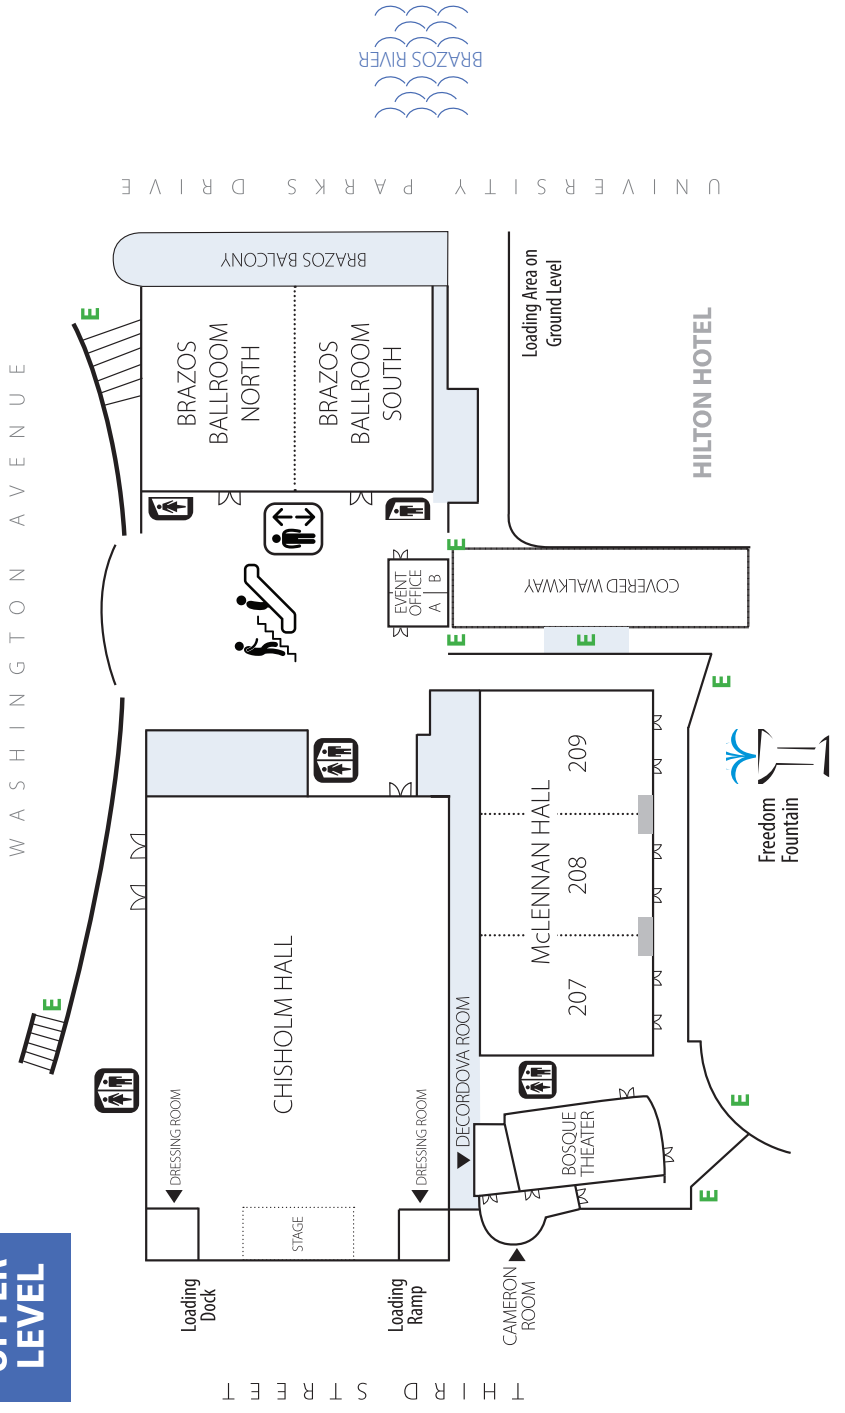 UPPER
LEVEL
WASHINGTON AVENUE
BRAZOS RIVER
UNIVERSITY PARKS DRIVE
THIRD STREET
E
E
BRAZOS BALCONY
BRAZOS
BALLROOM
NORTH
BRAZOS
BALLROOM
SOUTH
Loading Area on
Ground Level
HILTON HOTEL
EVENT
OFFICE
A
B
E
E
E
COVERED WALKWAY
E
Freedom
Fountain
CHISHOLM HALL
DRESSING ROOM
DRESSING ROOM
STAGE
Loading
Dock
Loading
Ramp
DECORDOVA ROOM
McLENNAN HALL
207
208
209
BOSQUE
THEATER
CAMERON
ROOM
E
E